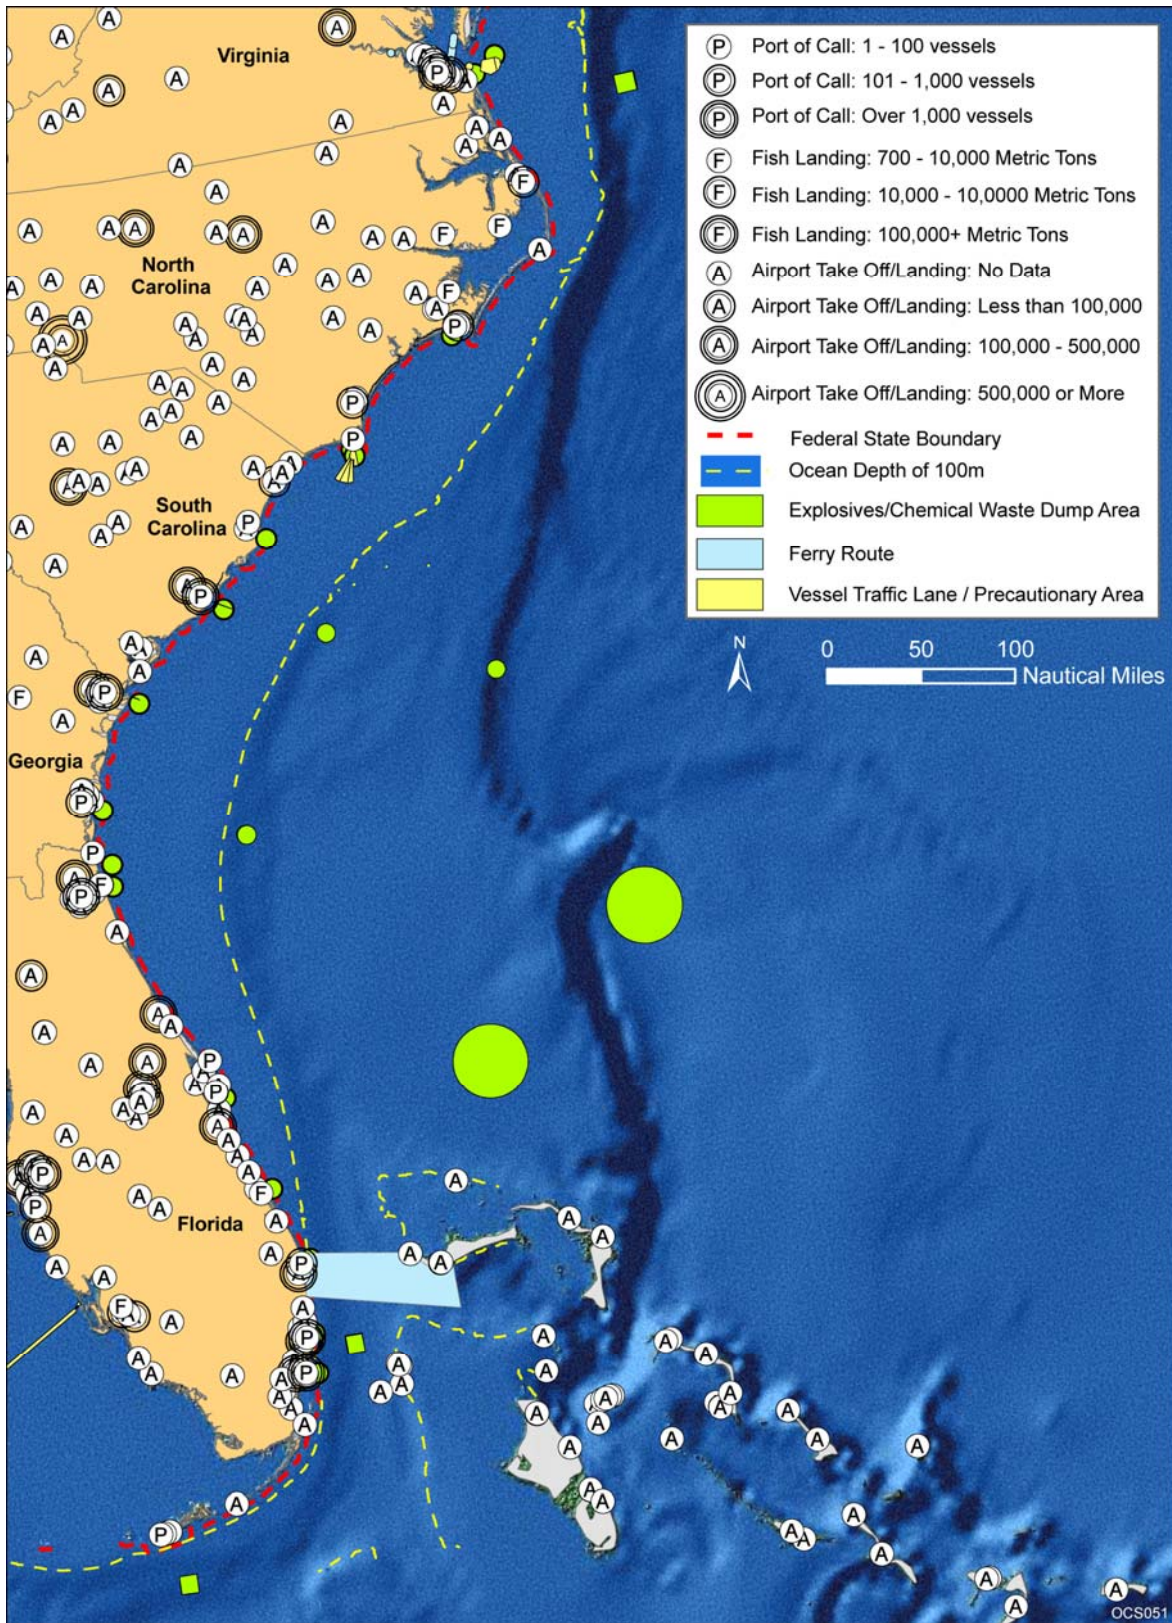 Virginia
North
Carolina
South
Carolina
Georgia
Florida
P Port of Call: 1 - 100 vessels
P Port of Call: 101 - 1,000 vessels
P Port of Call: Over 1,000 vessels
F Fish Landing: 700 - 10,000 Metric Tons
F Fish Landing: 10,000 - 10,0000 Metric Tons
F Fish Landing: 100,000+ Metric Tons
A Airport Take Off/Landing: No Data
A Airport Take Off/Landing: Less than 100,000
A Airport Take Off/Landing: 100,000 - 500,000
A Airport Take Off/Landing: 500,000 or More
Federal State Boundary
Ocean Depth of 100m
Explosives/Chemical Waste Dump Area
Ferry Route
Vessel Traffic Lane / Precautionary Area
N
0 50 100
Nautical Miles
OCS051